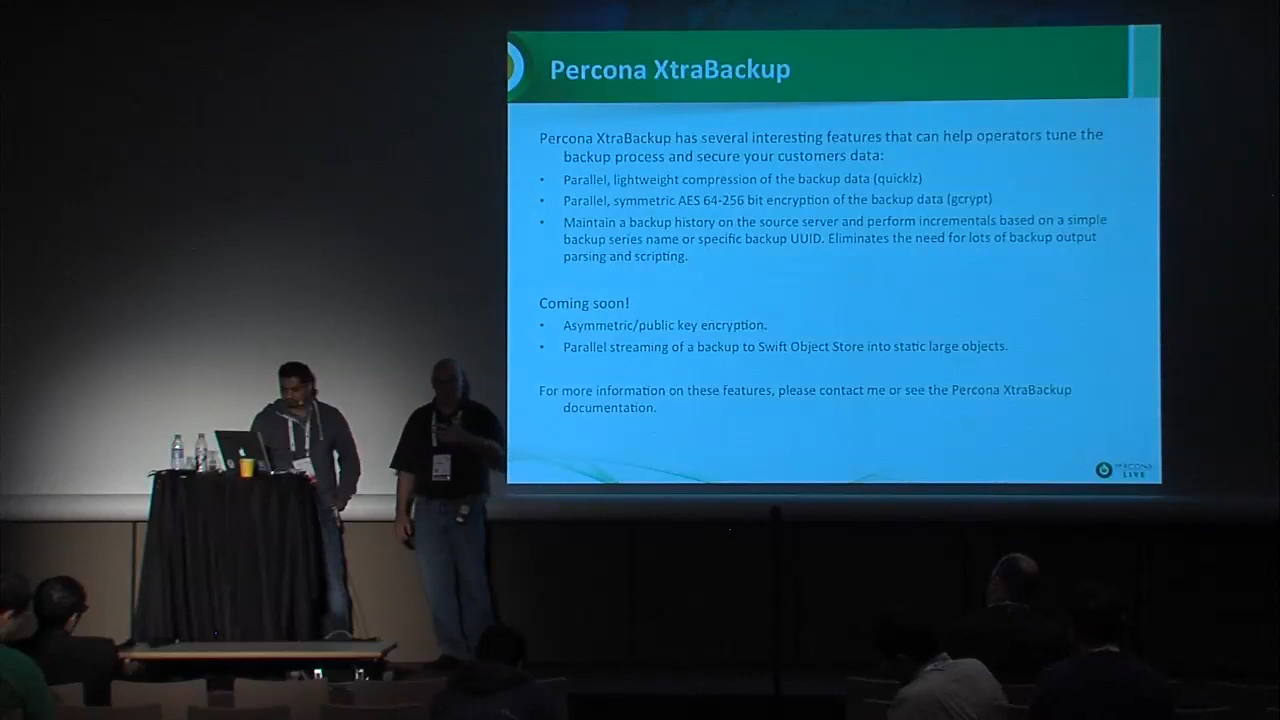 Percona XtraBackup
Percona XtraBackup has several interesting features that can help operators tune the
backup process and secure your customers data:
• Parallel, lightweight compression of the backup data (quicklz)
• Parallel, symmetric AES 64-256 bit encryption of the backup data (gcrypt)
• Maintain a backup history on the source server and perform incrementals based on a simple
backup series name or specific backup UUID. Eliminates the need for lots of backup output
parsing and scripting.
Coming soon!
• Asymmetric/public key encryption.
• Parallel streaming of a backup to Swift Object Store into static large objects.
For more information on these features, please contact me or see the Percona XtraBackup
documentation.
PERCONA
LIVE